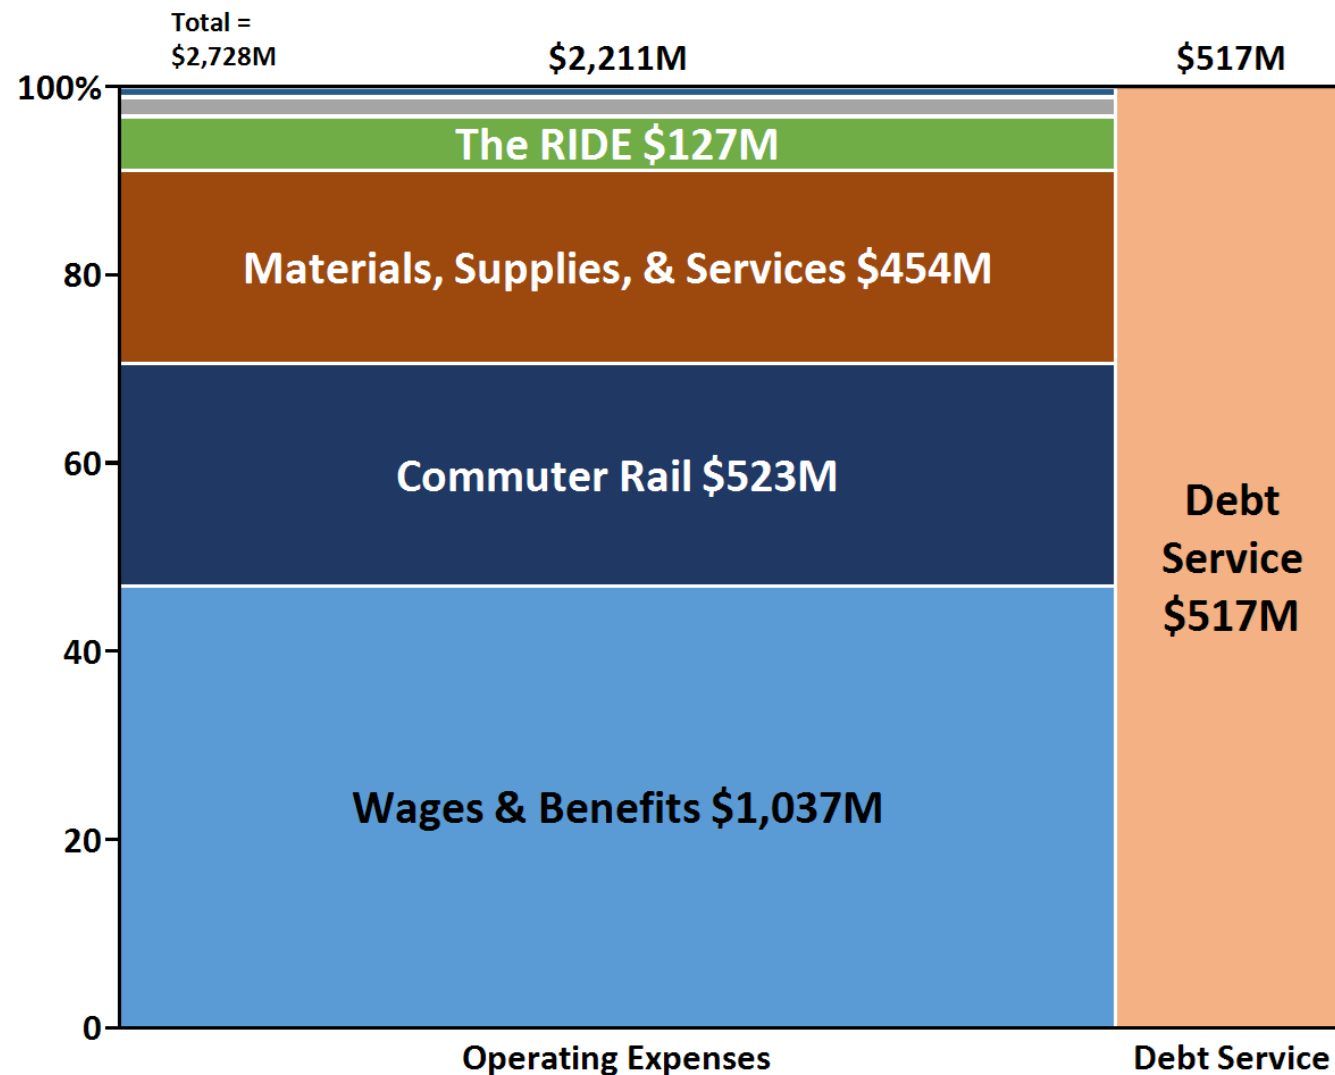 Total =
$2,728M
$2,211M
$517M
100%
The RIDE $127M
Materials, Supplies, & Services $454M
80
Commuter Rail $523M
60
Debt
Service
$517M
40
Wages & Benefits $1,037M
20
0
Operating Expenses
Debt Service